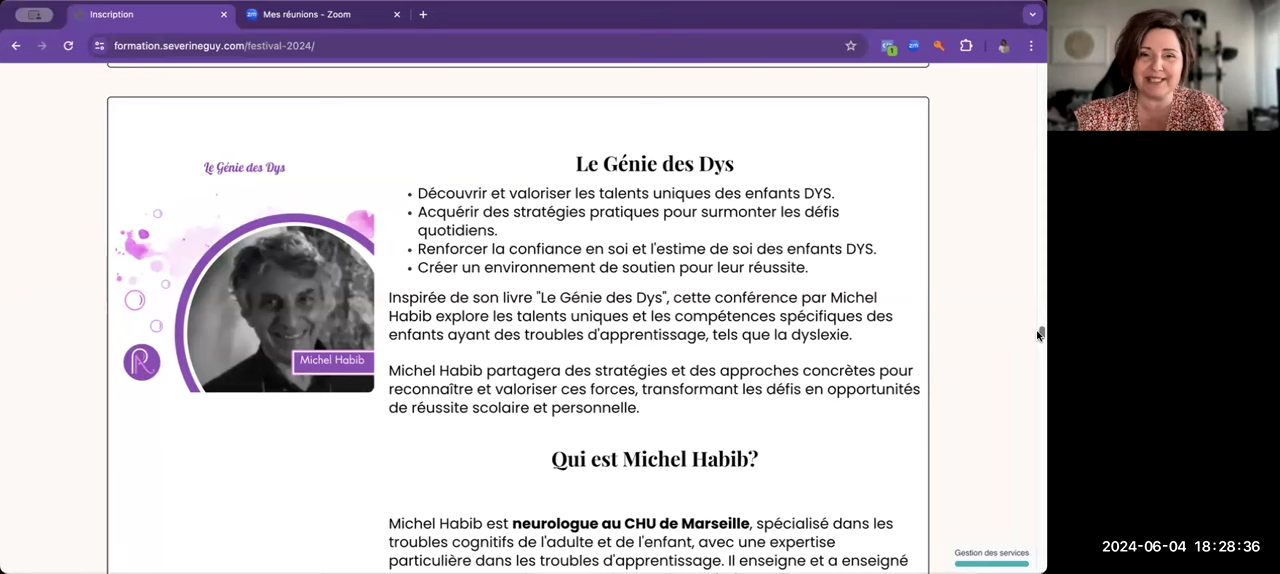 Inscription
zm
Mes réunions - Zoom
formation.severineguy.com/festival-2024/
1
zm
Le Génie des Dys
Michel Habib
Le Génie des Dys
• Découvrir et valoriser les talents uniques des enfants DYS.
• Acquérir des stratégies pratiques pour surmonter les défis
quotidiens.
• Renforcer la confiance en soi et l'estime de soi des enfants DYS.
• Créer un environnement de soutien pour leur réussite.
Inspirée de son livre "Le Génie des Dys", cette conférence par Michel
Habib explore les talents uniques et les compétences spécifiques des
enfants ayant des troubles d'apprentissage, tels que la dyslexie.
Michel Habib partagera des stratégies et des approches concrètes pour
reconnaître et valoriser ces forces, transformant les défis en opportunités
de réussite scolaire et personnelle.
Qui est Michel Habib?
Michel Habib est neurologue au CHU de Marseille, spécialisé dans les
troubles cognitifs de l'adulte et de l'enfant, avec une expertise
particulière dans les troubles d'apprentissage. Il enseigne et a enseigné
Gestion des services
2024-06-04 18:28:36